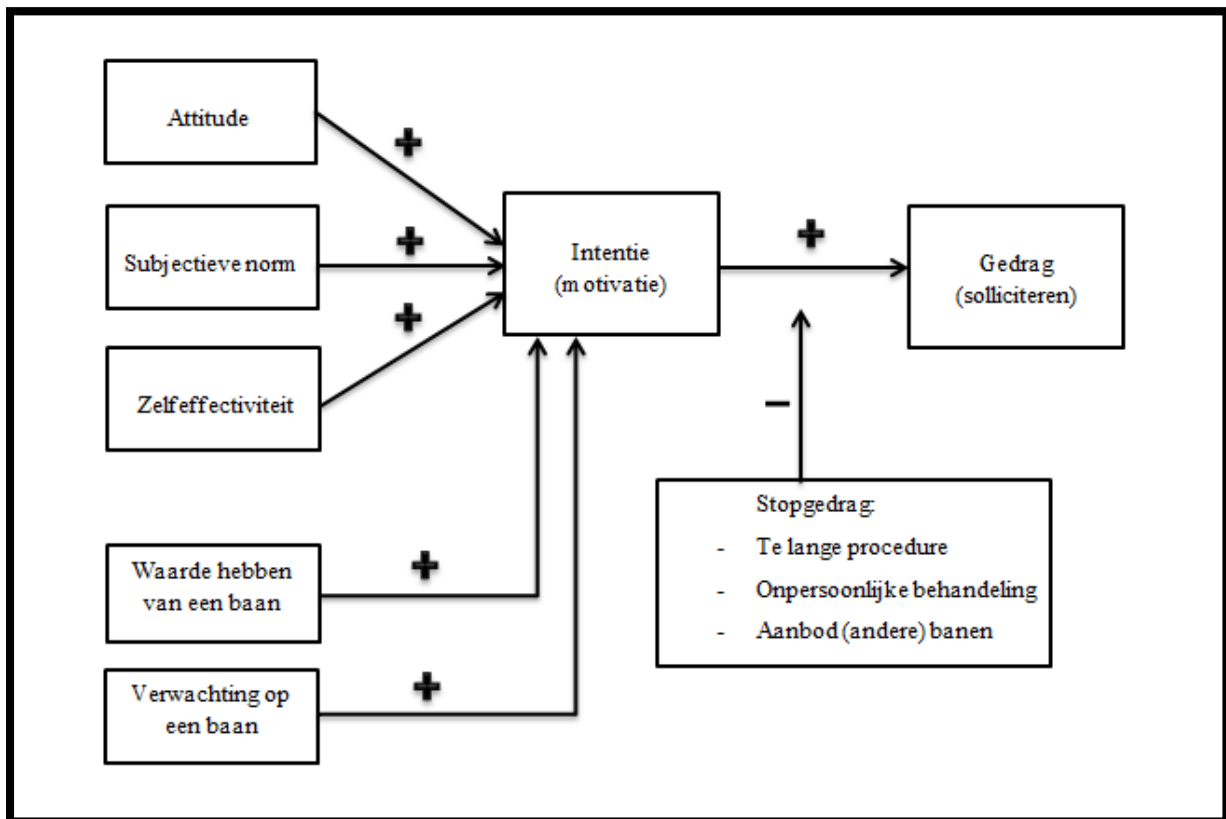 Attitude
+
Subjectieve norm
+
Intentie
(motivatie)
+
Gedrag
(solliciteren)
Zelfeffectiviteit
+
Waarde hebben
van een baan
+
Verwachting op
een baan
+
−
Stopgedrag:
- Te lange procedure
- Onpersoonlijke behandeling
- Aanbod (andere) banen